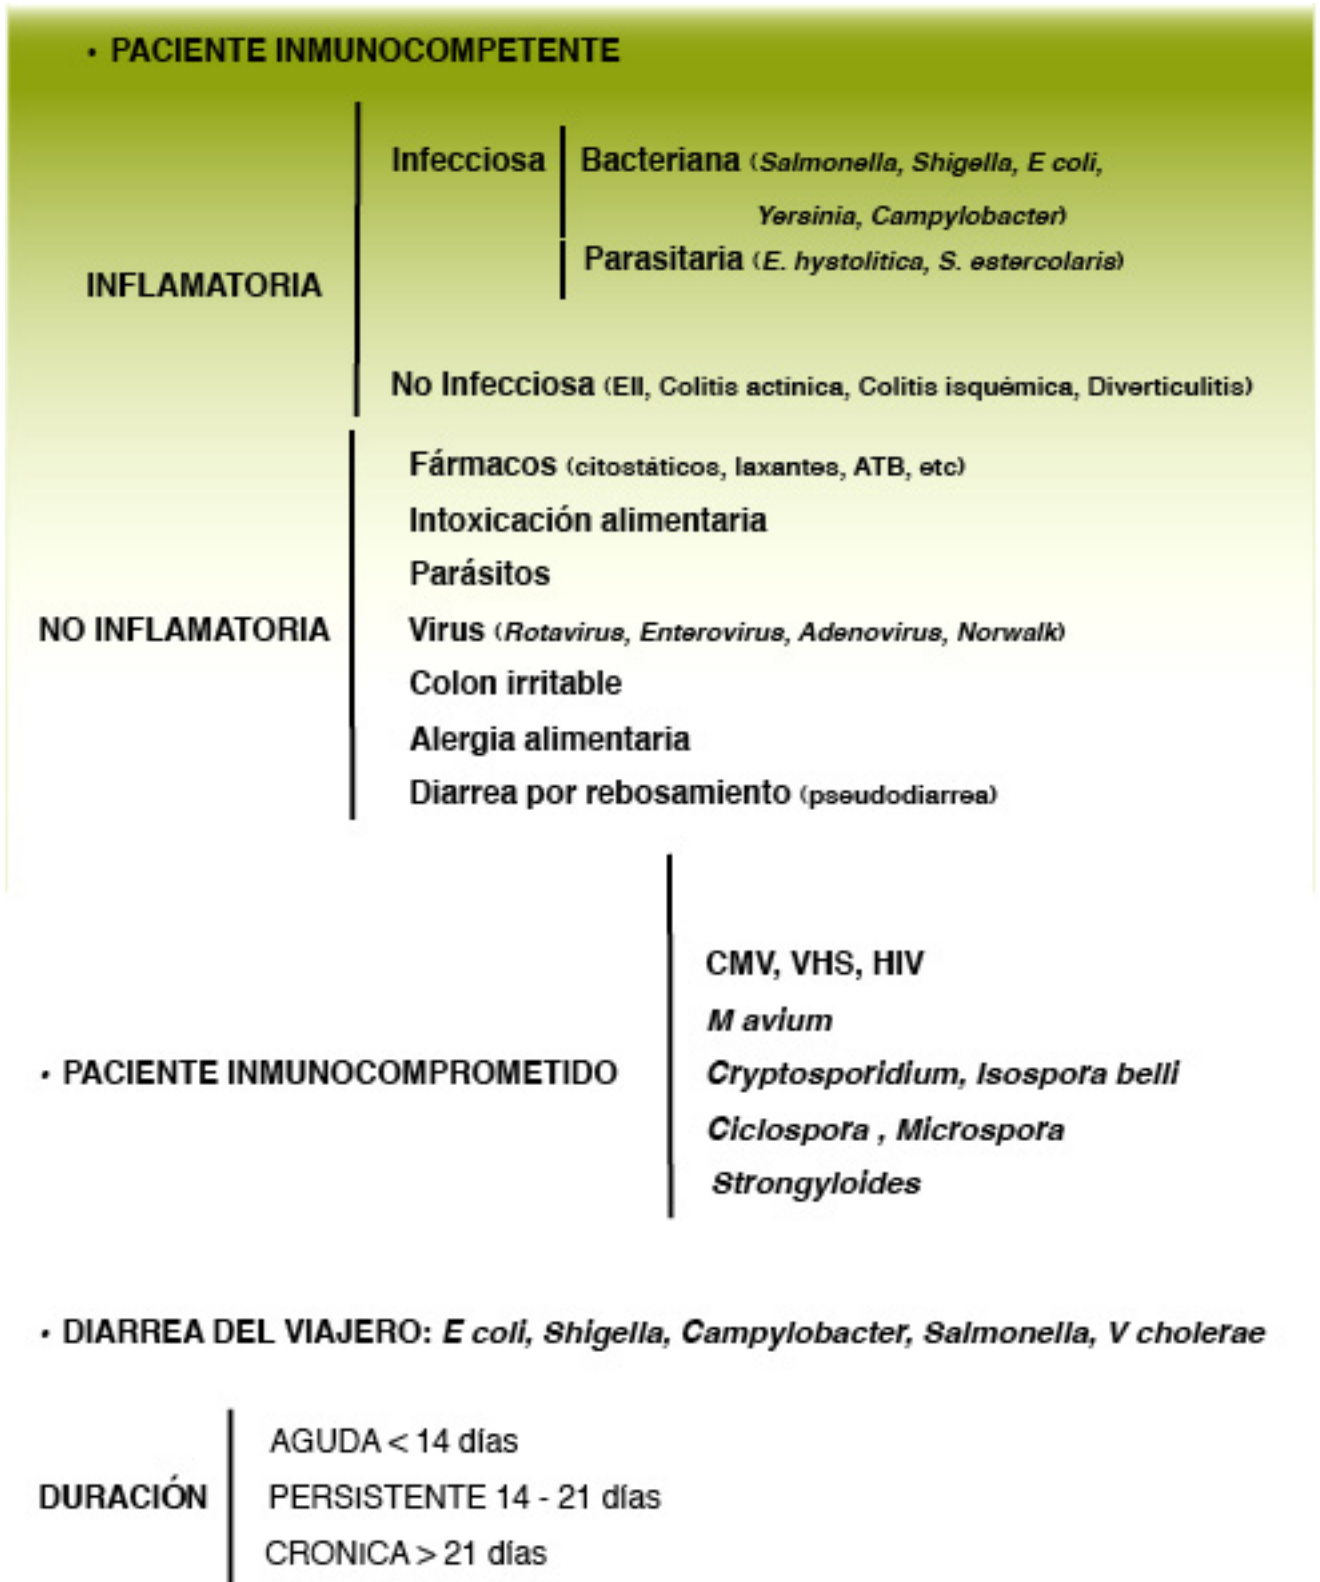 • PACIENTE INMUNOCOMPETENTE
Infecciosa Bacteriana (Salmonella, Shigella, E coli,
Yersinia, Campylobacter)
Parasitaria (E. hystolitica, S. estercolaris)
INFLAMATORIA
No Infecciosa (EII, Colitis actinica, Colitis isquémica, Diverticulitis)
Fármacos (citostáticos, laxantes, ATB, etc)
Intoxicación alimentaria
Parásitos
NO INFLAMATORIA Virus (Rotavirus, Enterovirus, Adenovirus, Norwalk)
Colon irritable
Alergia alimentaria
Diarrea por rebosamiento (pseudodiarrea)
CMV, VHS, HIV
M avium
• PACIENTE INMUNOCOMPROMETIDO Cryptosporidium, Isospora belli
Ciclospora , Microspora
Strongyloides
• DIARREA DEL VIAJERO: E coli, Shigella, Campylobacter, Salmonella, V cholerae
AGUDA < 14 días
DURACIÓN PERSISTENTE 14 - 21 días
CRONICA > 21 días